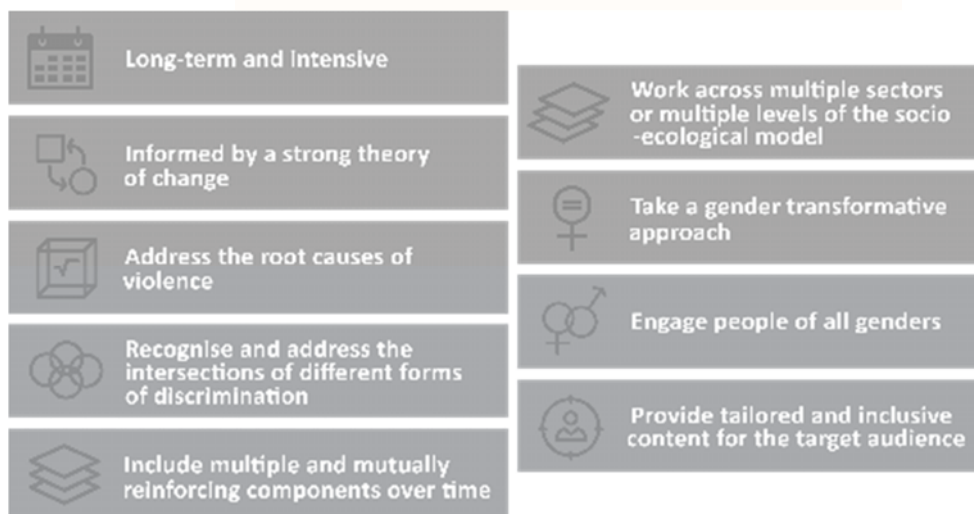 Long-term and intensive
Informed by a strong theory
of change
Address the root causes of
violence
Recognise and address the
intersections of different forms
of discrimination
Include multiple and mutually
reinforcing components over time
Work across multiple sectors
or multiple levels of the socio
-ecological model
Take a gender transformative
approach
Engage people of all genders
Provide tailored and inclusive
content for the target audience